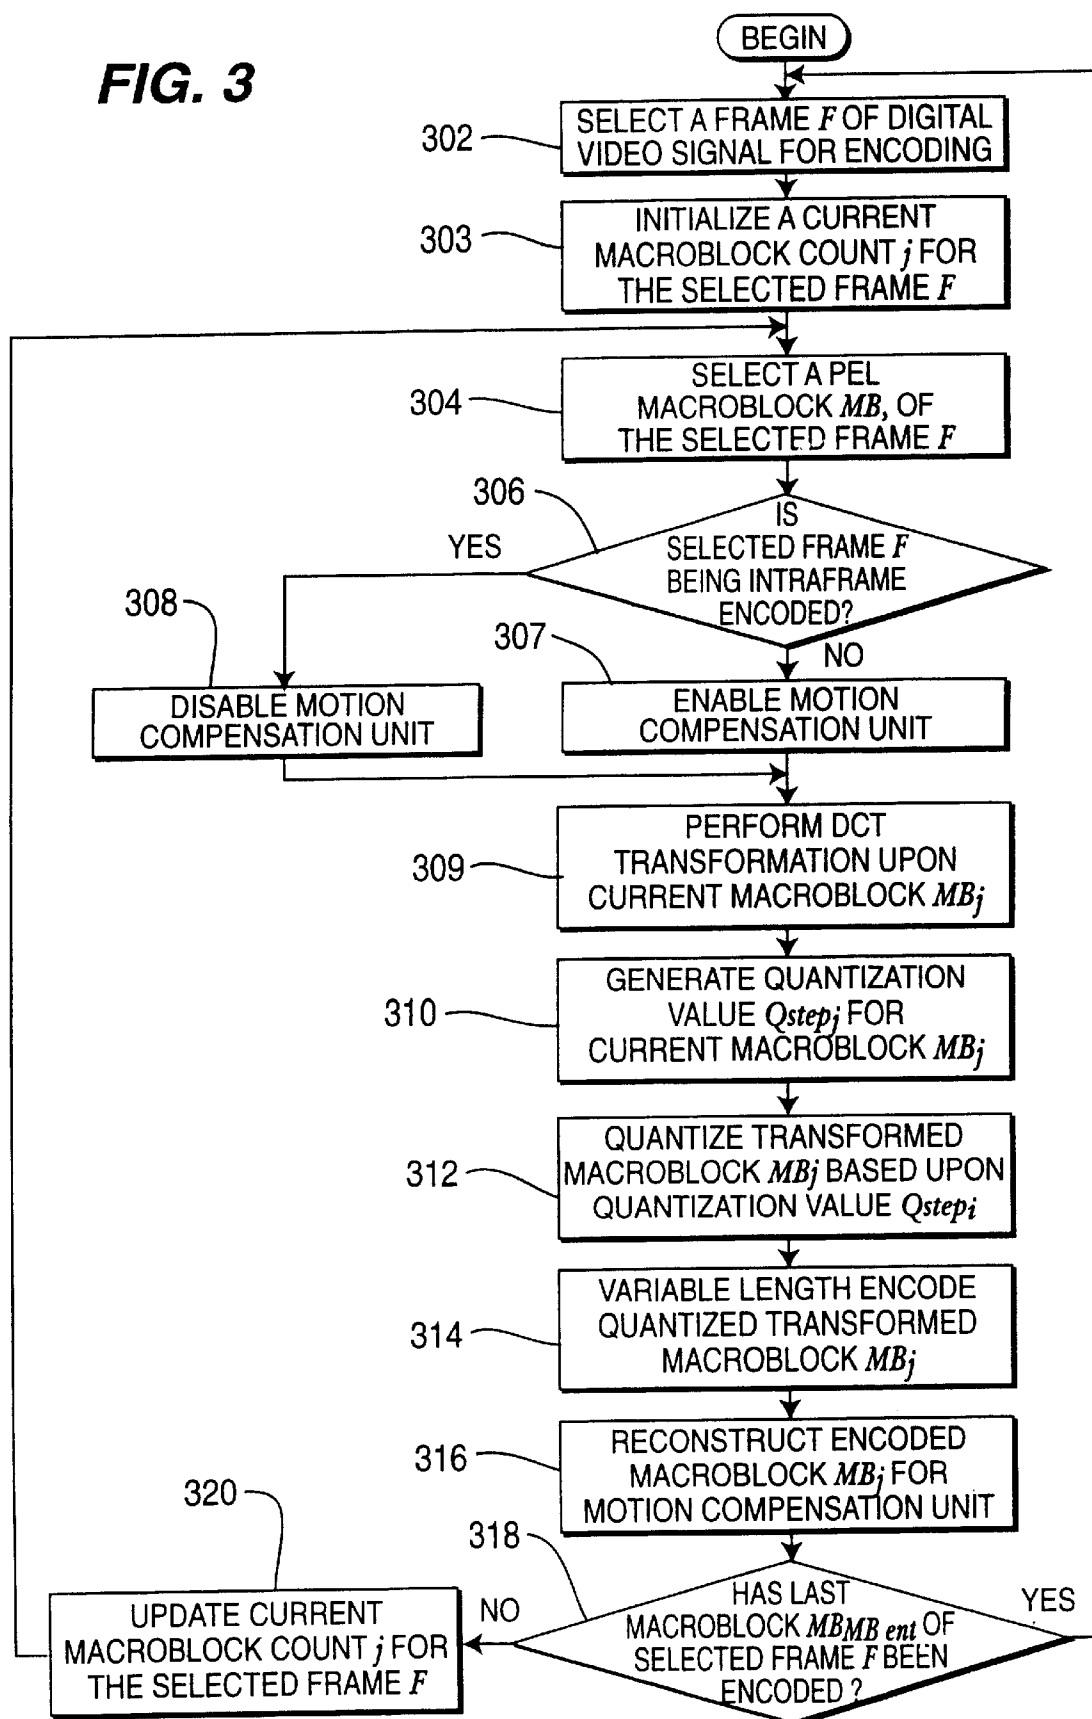 FIG. 3
BEGIN
302
SELECT A FRAME F OF DIGITAL
VIDEO SIGNAL FOR ENCODING
303
INITIALIZE A CURRENT
MACROBLOCK COUNT j FOR
THE SELECTED FRAME F
304
SELECT A PEL
MACROBLOCK MB, OF
THE SELECTED FRAME F
306
IS
SELECTED FRAME F
BEING INTRAFRAME
ENCODED?
YES
NO
308
DISABLE MOTION
COMPENSATION UNIT
307
ENABLE MOTION
COMPENSATION UNIT
309
PERFORM DCT
TRANSFORMATION UPON
CURRENT MACROBLOCK MBj
310
GENERATE QUANTIZATION
VALUE Qstepj FOR
CURRENT MACROBLOCK MBj
312
QUANTIZE TRANSFORMED
MACROBLOCK MBj BASED UPON
QUANTIZATION VALUE Qstepi
314
VARIABLE LENGTH ENCODE
QUANTIZED TRANSFORMED
MACROBLOCK MBj
316
RECONSTRUCT ENCODED
MACROBLOCK MBj FOR
MOTION COMPENSATION UNIT
318
HAS LAST
MACROBLOCK MBMB ent OF
SELECTED FRAME F BEEN
ENCODED ?
YES
NO
320
UPDATE CURRENT
MACROBLOCK COUNT j FOR
THE SELECTED FRAME F